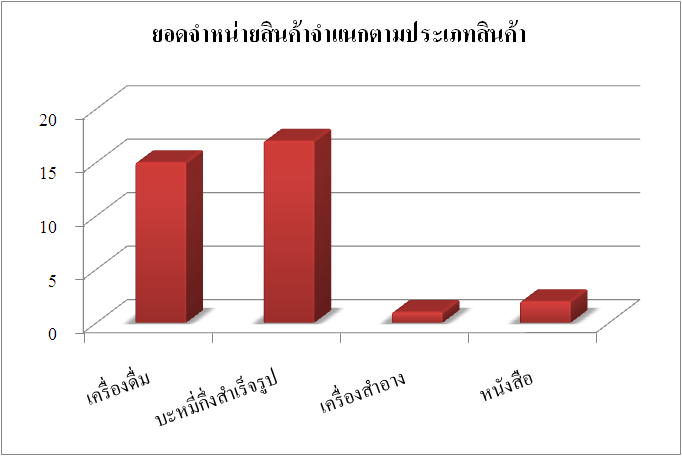 ยอดจำหน่ายสินค้าจำแนกตามประเภทสินค้า
20
15
10
5
0
เครื่องดื่ม
บะหมี่กึ่งสำเร็จรูป
เครื่องสำอาง
หนังสือ